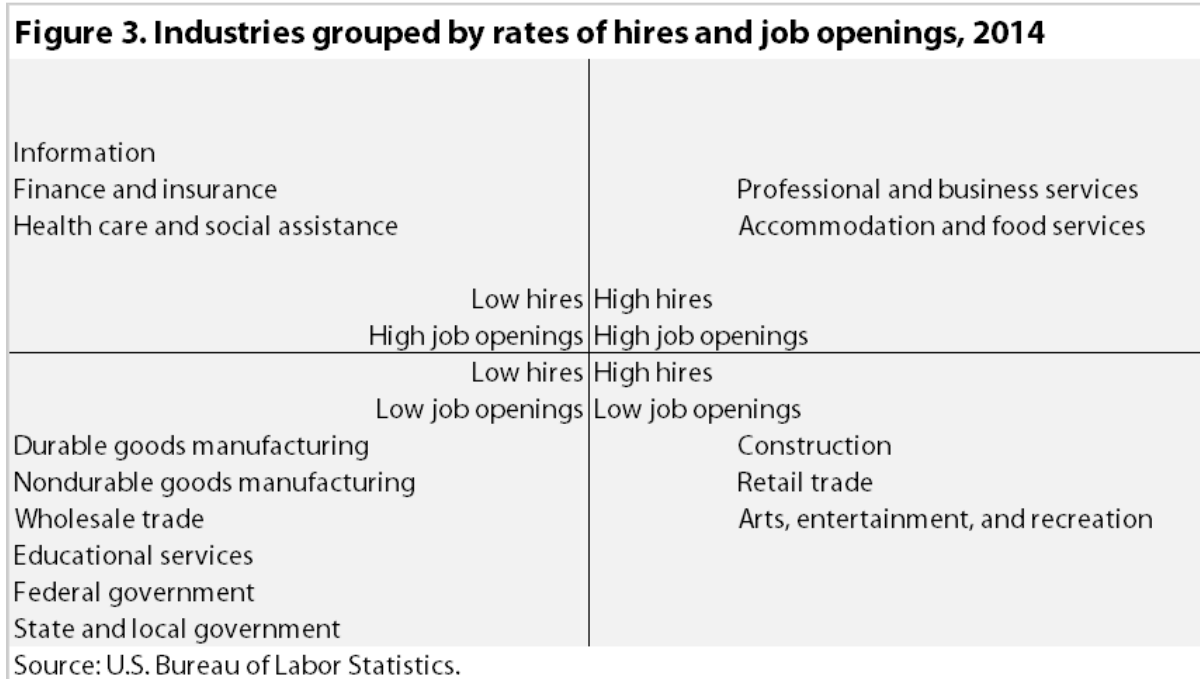 Figure 3. Industries grouped by rates of hires and job openings, 2014
Information
Finance and insurance
Health care and social assistance
Low hires
High job openings
Professional and business services
Accommodation and food services
High hires
High job openings
Low hires
Low job openings
Durable goods manufacturing
Nondurable goods manufacturing
Wholesale trade
Educational services
Federal government
State and local government
High hires
Low job openings
Construction
Retail trade
Arts, entertainment, and recreation
Source: U.S. Bureau of Labor Statistics.